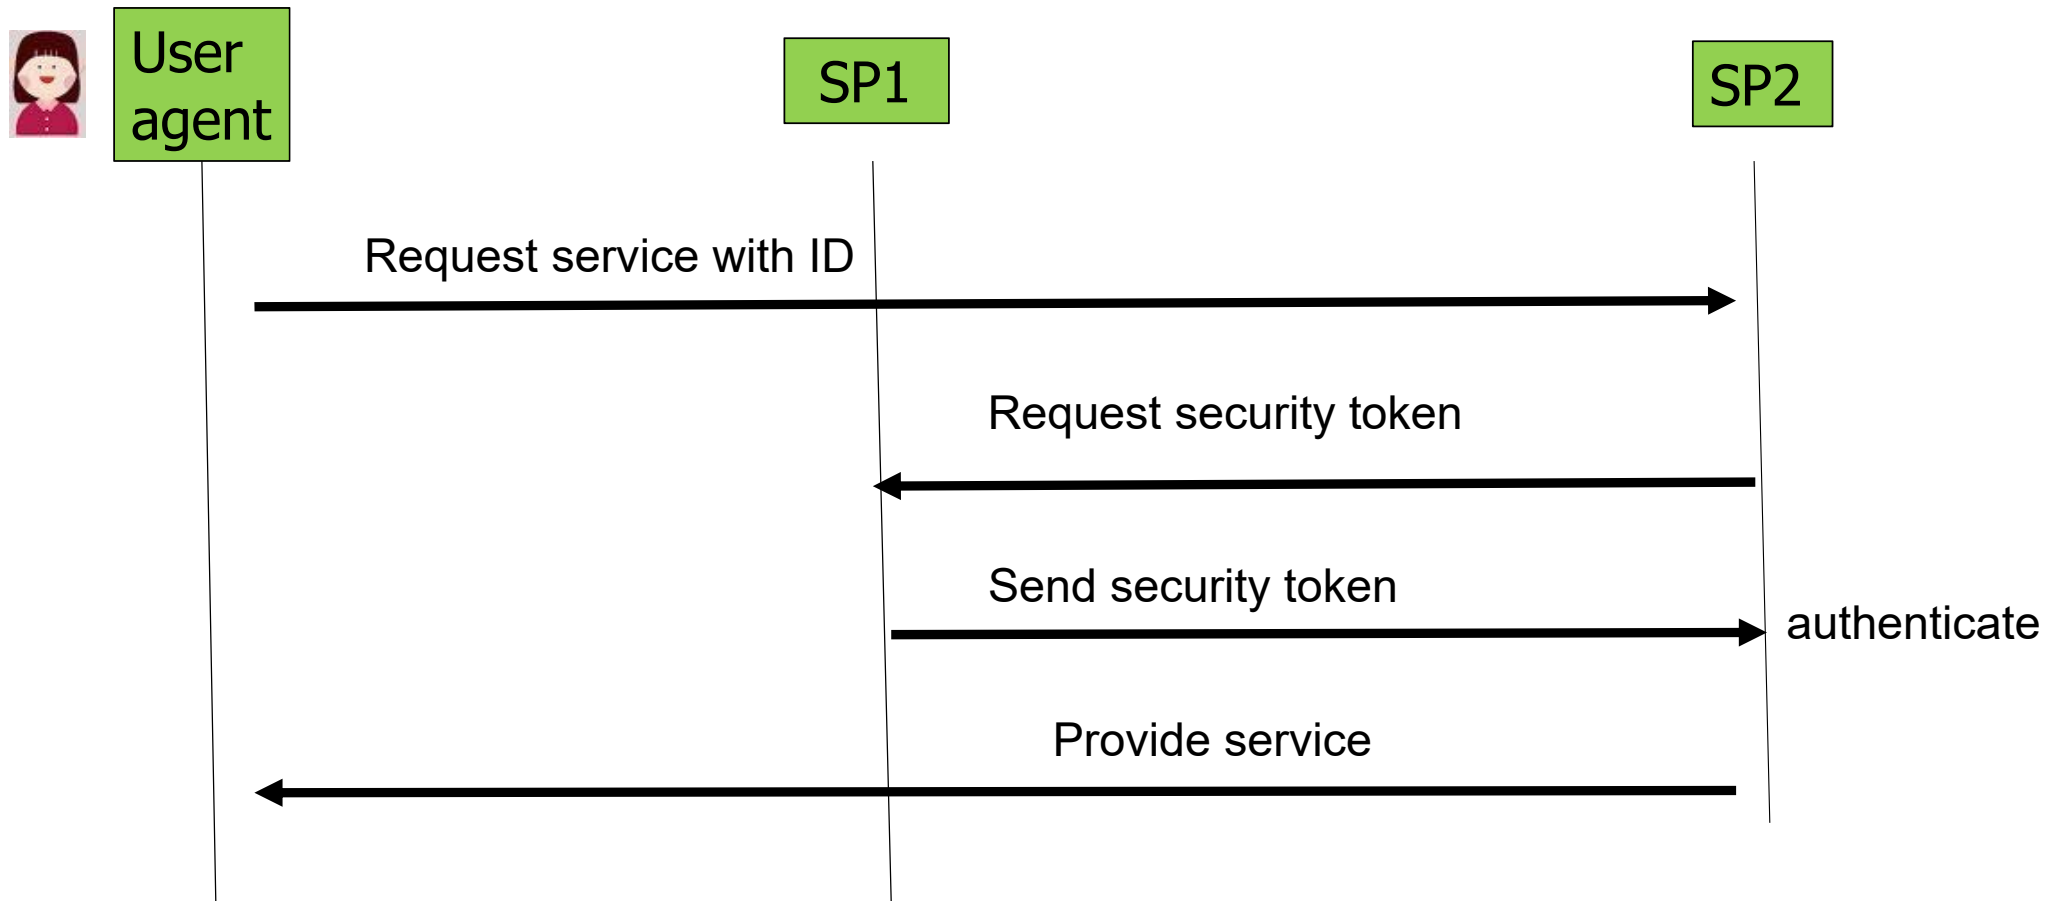 User
agent
SP1
SP2
Request service with ID
Request security token
Send security token
authenticate
Provide service